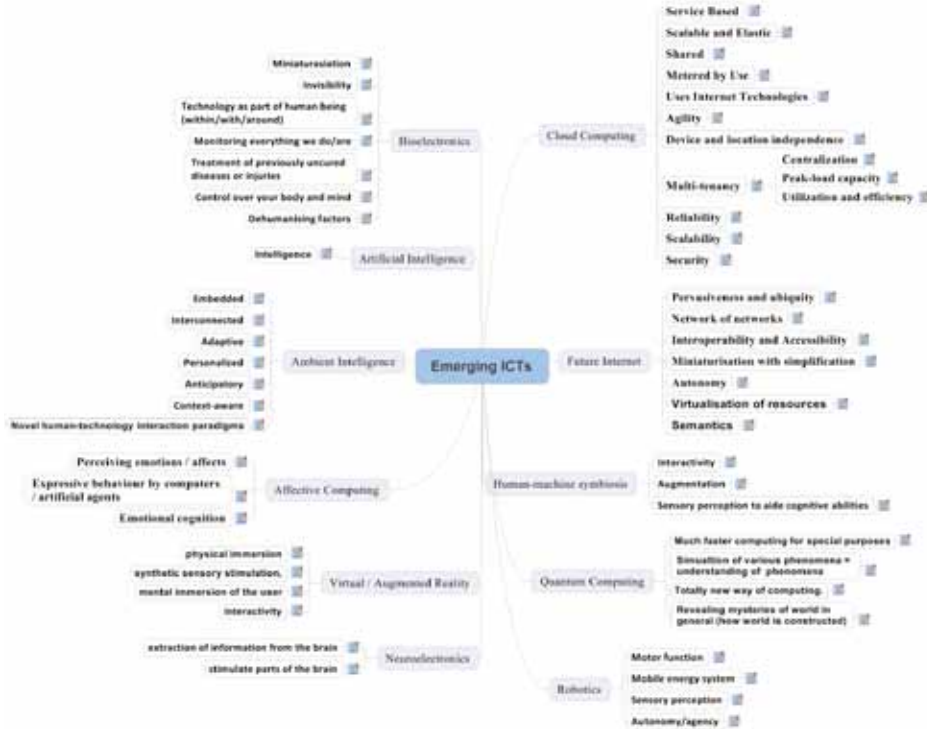 Emerging ICTs
Bioelectronics
Miniaturasiation
Invisibility
Technology as part of human being
(within/with/around)
Monitoring everything we do/are
Treatment of previously uncured
diseases or injuries
Control over your body and mind
Dehumanising factors
Artificial Intelligence
Intelligence
Ambient Intelligence
Embedded
Interconnected
Adaptive
Personalized
Anticipatory
Context-aware
Novel human-technology interaction paradigms
Affective Computing
Perceiving emotions / affects
Expressive behaviour by computers
/ artificial agents
Emotional cognition
Virtual / Augmented Reality
physical immersion
synthetic sensory stimulation,
mental immersion of the user
interactivity
Neuroelectronics
extraction of information from the brain
stimulate parts of the brain
Cloud Computing
Service Based
Scalable and Elastic
Shared
Metered by Use
Uses Internet Technologies
Agility
Device and location independence
Multi-tenancy
Centralization
Peak-load capacity
Utilization and efficiency
Reliability
Scalability
Security
Future Internet
Pervasiveness and ubiquity
Network of networks
Interoperability and Accessibility
Miniaturisation with simplification
Autonomy
Virtualisation of resources
Semantics
Human-machine symbiosis
Interactivity
Augmentation
Sensory perception to aide cognitive abilities
Quantum Computing
Much faster computing for special purposes
Simualtion of various phenomena =
understanding of phenomena
Totally new way of computing.
Revealing mysteries of world in
general (how world is constructed)
Robotics
Motor function
Mobile energy system
Sensory perception
Autonomy/agency